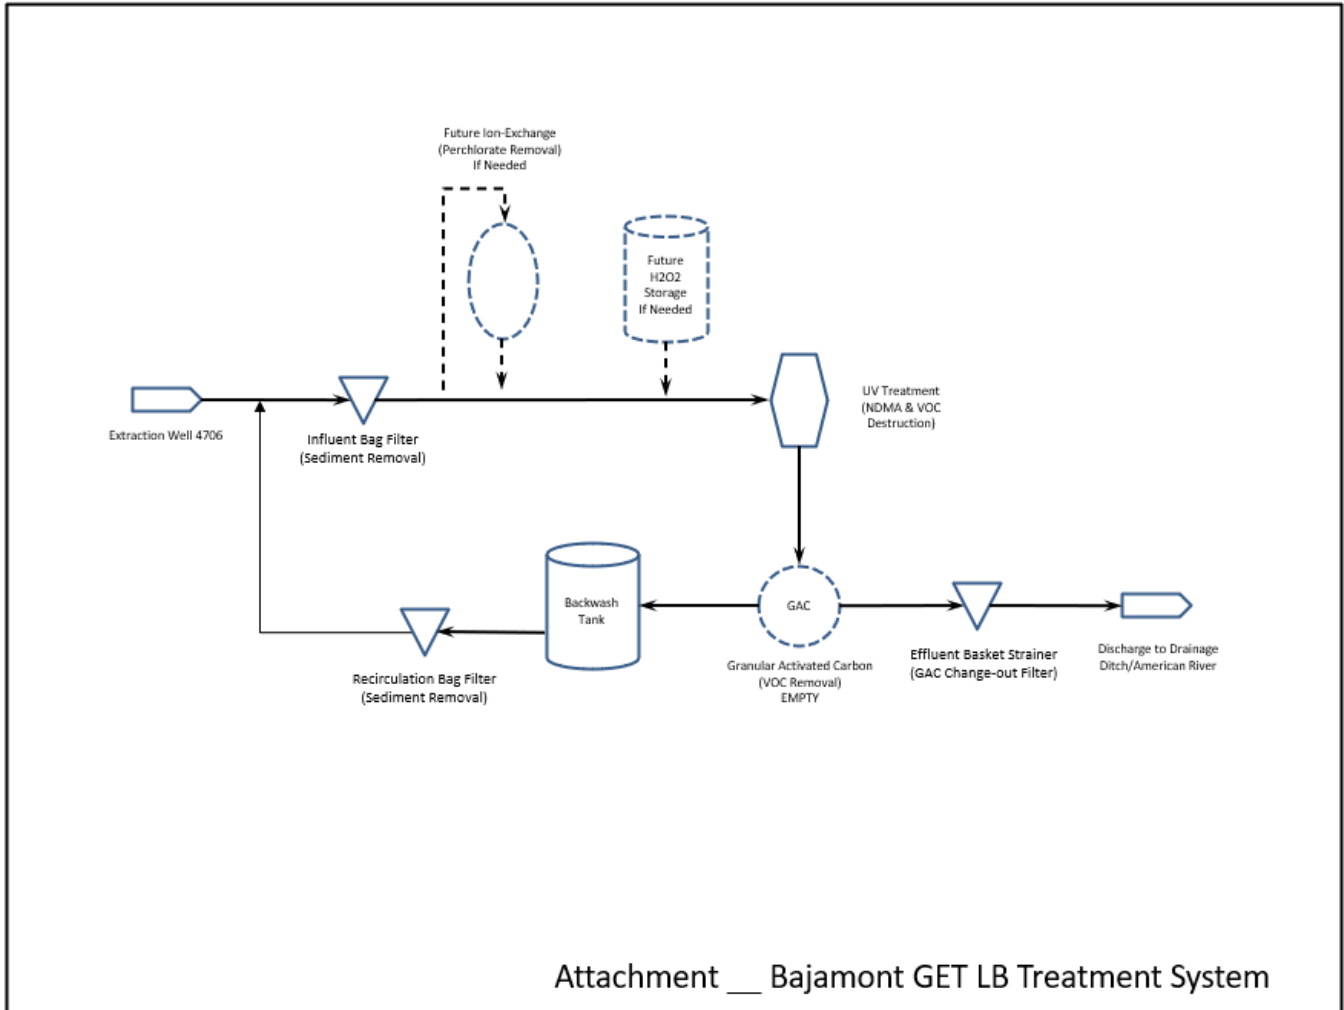 Future Ion-Exchange
(Perchlorate Removal)
If Needed
Future
H2O2
Storage
If Needed
UV Treatment
(NDMA & VOC
Destruction)
Extraction Well 4706
Influent Bag Filter
(Sediment Removal)
Backwash
Tank
GAC
Recirculation Bag Filter
(Sediment Removal)
Granular Activated Carbon
(VOC Removal)
EMPTY
Effluent Basket Strainer
(GAC Change-out Filter)
Discharge to Drainage
Ditch/American River
Attachment __ Bajamont GET LB Treatment System